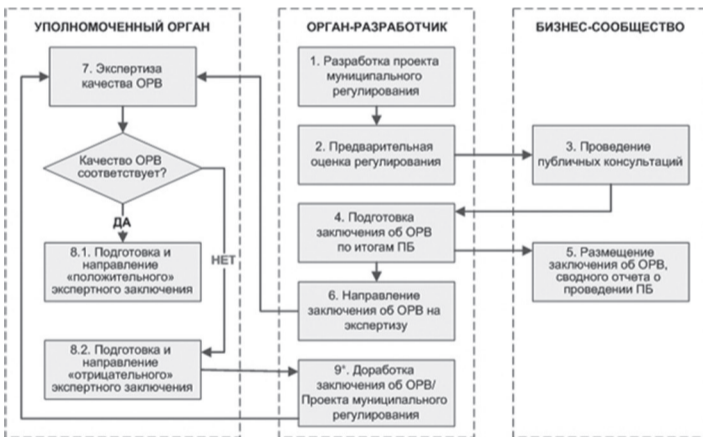 УПОЛНОМОЧЕННЫЙ ОРГАН
7. Экспертиза
качества ОРВ
Качество ОРВ
соответствует?
ДА
НЕТ
8.1. Подготовка и
направление
«положительного»
экспертного заключения
8.2. Подготовка и
направление
«отрицательного»
экспертного заключения
ОРГАН-РАЗРАБОТЧИК
1. Разработка проекта
муниципального
регулирования
2. Предварительная
оценка регулирования
4. Подготовка
заключения об ОРВ
по итогам ПБ
6. Направление
заключения об ОРВ на
экспертизу
9*. Доработка
заключения об ОРВ/
Проекта муниципального
регулирования
БИЗНЕС-СООБЩЕСТВО
3. Проведение
публичных консультаций
5. Размещение
заключения об ОРВ,
сводного отчета о
проведении ПБ